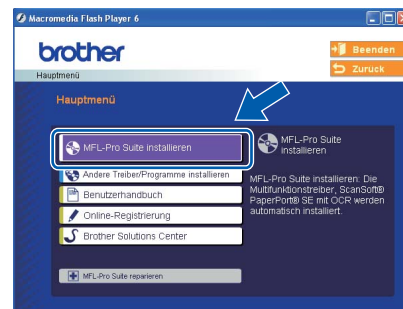 Macromedia Flash Player 6
brother
Beenden
Zurück
Hauptmenü
Hauptmenü
MFL-Pro Suite installieren
Andere Treiber/Programme installieren
Benutzerhandbuch
Online-Registrierung
Brother Solutions Center
MFL-Pro Suite reparieren
MFL-Pro Suite
installieren
MFL-Pro Suite installieren: Die
Multifunktionstreiber, ScanSoft®
PaperPort® SE mit OCR werden
automatisch installiert.